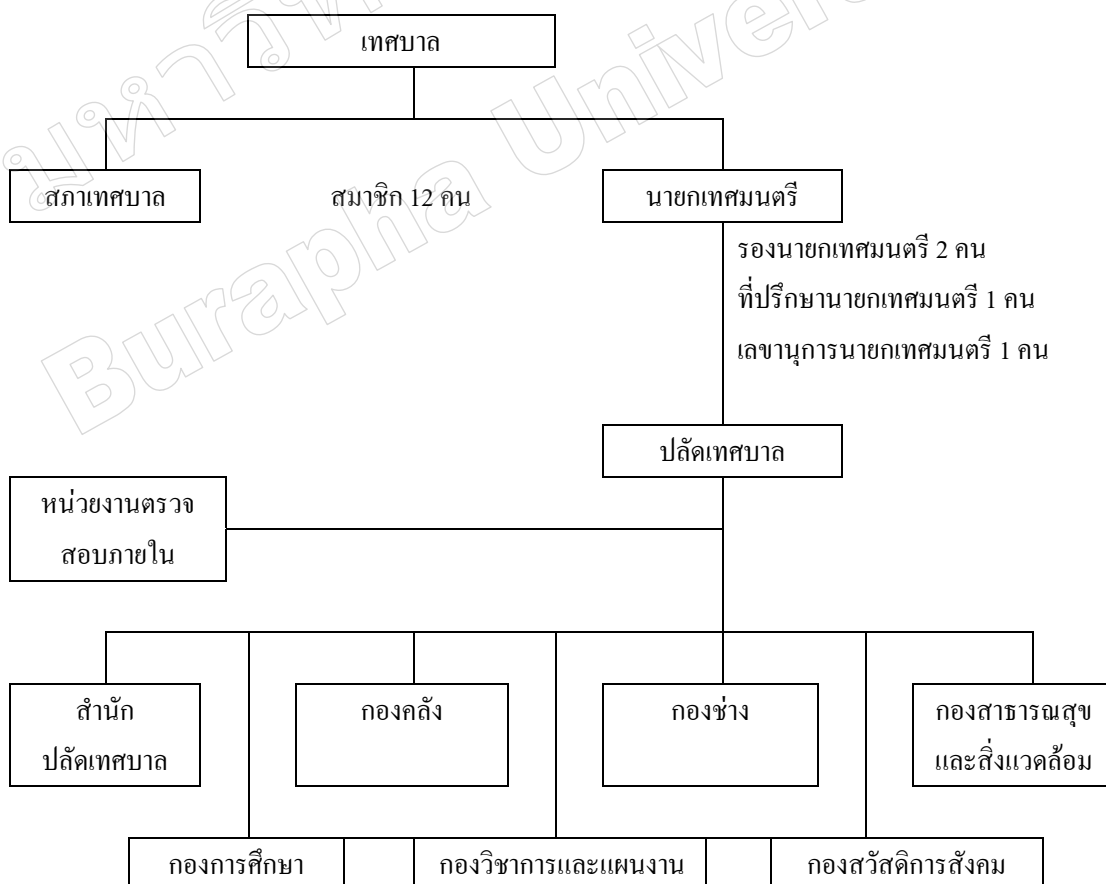 เทศบาล
สภาเทศบาล
สมาชิก 12 คน
นายกเทศมนตรี
รองนายกเทศมนตรี 2 คน
ที่ปรึกษานายกเทศมนตรี 1 คน
เลขานุการนายกเทศมนตรี 1 คน
ปลัดเทศบาล
หน่วยงานตรวจ
สอบภายใน
สำนัก
ปลัดเทศบาล
กองคลัง
กองช่าง
กองสาธารณสุข
และสิ่งแวดล้อม
กองการศึกษา
กองวิชาการและแผนงาน
กองสวัสดิการสังคม
Burapha